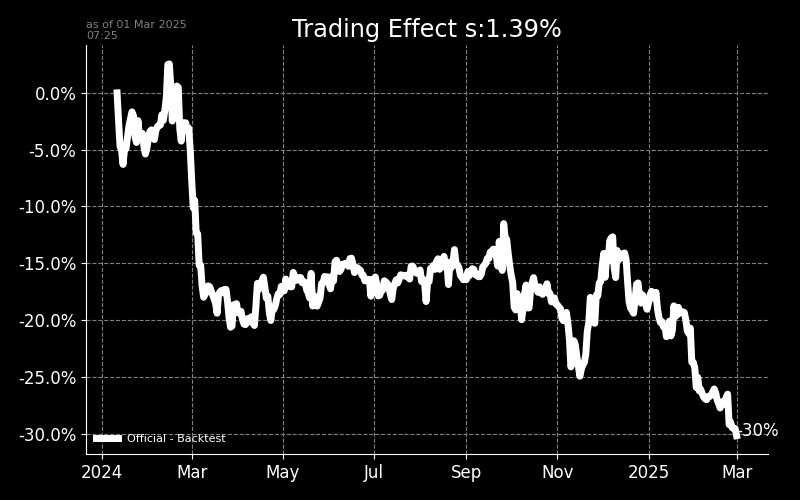 as of 01 Mar 2025
07:25
Trading Effect s:1.39%
0.0%
-5.0%
-10.0%
-15.0%
-20.0%
-25.0%
-30.0%
-30%
Official - Backtest
2024 Mar May Jul Sep Nov 2025 Mar